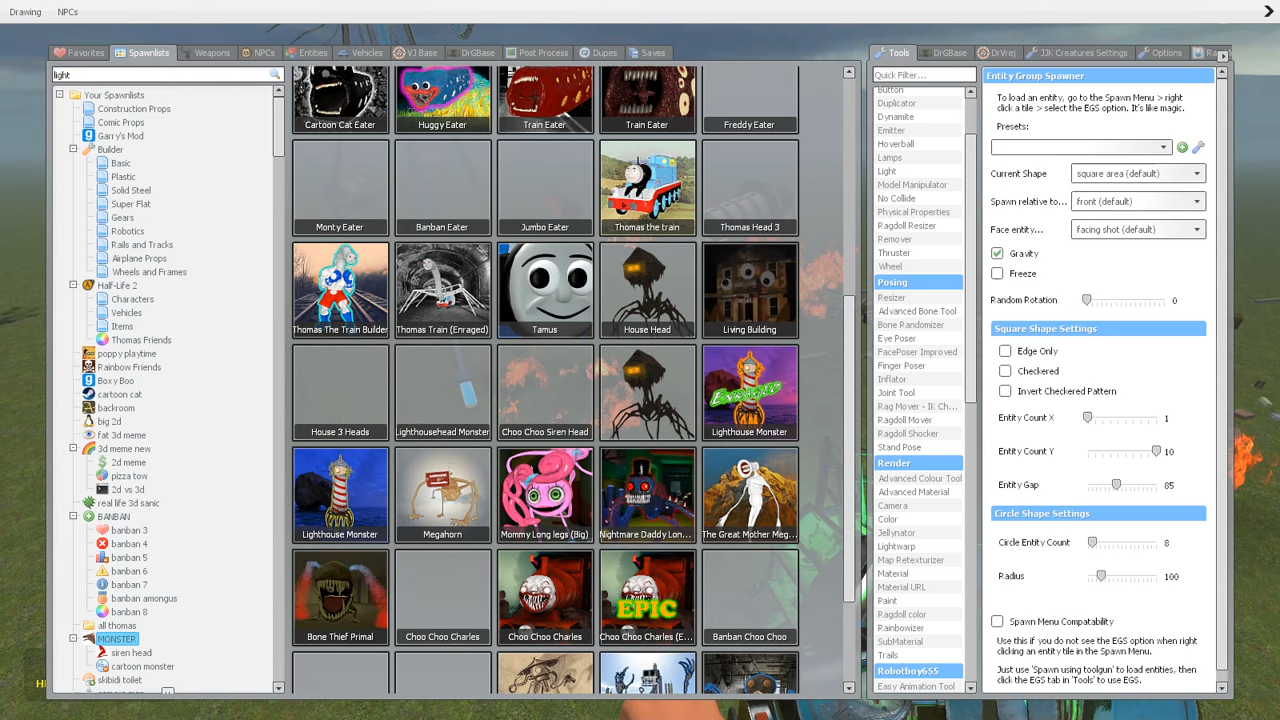 Drawing NPCs
Favorites Spawnlists Weapons NPCs Entities Vehicles VJ Base DrGBase Post Process Dupes Saves
light
Your Spawnlists
Construction Props
Comic Props
Garry's Mod
Builder
Basic
Plastic
Solid Steel
Super Flat
Gears
Robotics
Rails and Tracks
Airplane Props
Wheels and Frames
Half-Life 2
Characters
Vehicles
Items
Thomas Friends
poppy playtime
Rainbow Friends
Boxy Boo
cartoon cat
backroom
big 2d
fat 3d meme
3d meme new
2d meme
pizza tow
2d vs 3d
real life 3d sanic
BANBAN
banban 3
banban 4
banban 5
banban 6
banban 7
banban amongus
banban 8
all thomas
MONSTER
siren head
cartoon monster
skibidi toilet
Cartoon Cat Eater
Huggy Eater
Train Eater
Train Eater
Freddy Eater
Monty Eater
Banban Eater
Jumbo Eater
Thomas the train
Thomas Head 3
Thomas The Train Builder
Thomas Train (Enraged)
Tamus
House Head
Living Building
House 3 Heads
Lighthousehead Monster
Choo Choo Siren Head
ENRAGED
Lighthouse Monster
Lighthouse Monster
Megahorn
Mommy Long legs (Big)
Nightmare Daddy Lon...
The Great Mother Meg...
Bone Thief Primal
Choo Choo Charles
Choo Choo Charles
EPIC
Choo Choo Charles (E...
Banban Choo Choo
Tools DrGBase DrVrej JJK Creatures Settings Options
Quick Filter...
Button
Duplicator
Dynamite
Emitter
Hoverball
Lamps
Light
Model Manipulator
No Collide
Physical Properties
Ragdoll Resizer
Remover
Thruster
Wheel
Posing
Resizer
Advanced Bone Tool
Bone Randomizer
Eye Poser
FacePoser Improved
Finger Poser
Inflator
Joint Tool
Rag Mover - IK Ch...
Ragdoll Mover
Ragdoll Shocker
Stand Pose
Render
Advanced Colour Tool
Advanced Material
Camera
Color
Jellynator
Lightwarp
Map Retexturizer
Material
Material URL
Paint
Ragdoll color
Rainbowizer
SubMaterial
Trails
Robotboy655
Easy Animation Tool
Entity Group Spawner
To load an entity, go to the Spawn Menu > right
click a tile > select the EGS option. It's like magic.
Presets:
Current Shape square area (default)
Spawn relative to... front (default)
Face entity... facing shot (default)
Gravity
Freeze
Random Rotation 0
Square Shape Settings
Edge Only
Checkered
Invert Checkered Pattern
Entity Count X 1
Entity Count Y 10
Entity Gap 85
Circle Shape Settings
Circle Entity Count 8
Radius 100
Spawn Menu Compatability
Use this if you do not see the EGS option when right
clicking an entity tile in the Spawn Menu.
Just use 'Spawn using toolgun' to load entities, then
click the EGS tab in 'Tools' to use EGS.